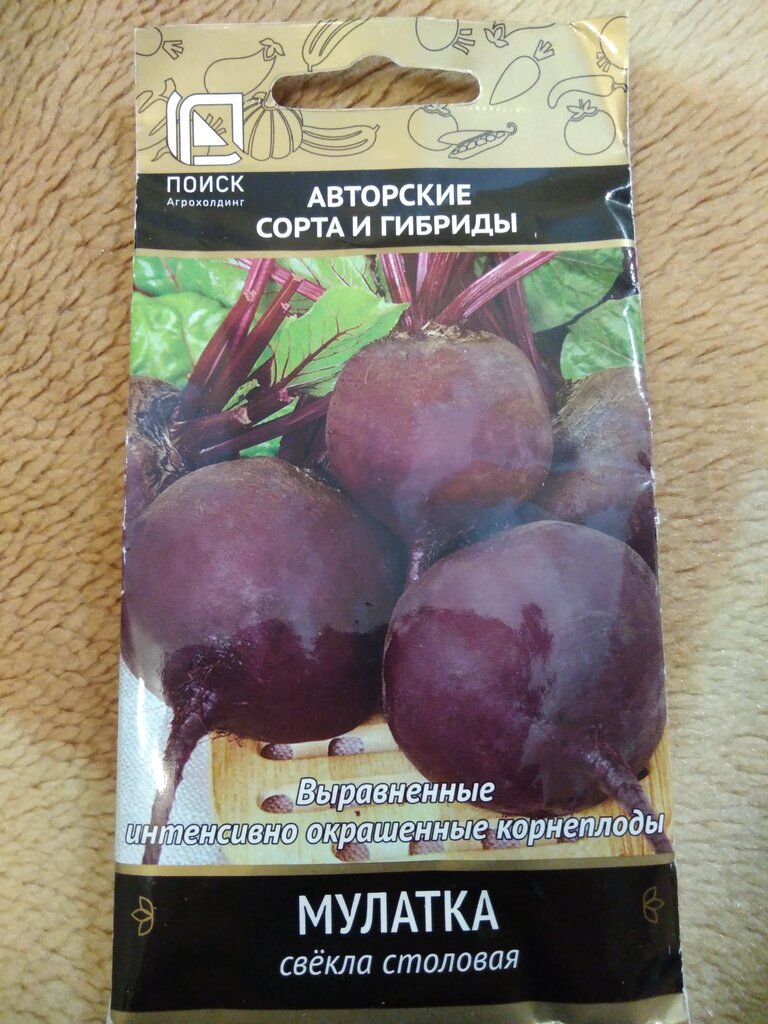 ПОИСК
Агрохолдинг
АВТОРСКИЕ
СОРТА И ГИБРИДЫ
Выравненные
интенсивно окрашенные корнеплоды
МУЛАТКА
свёкла столовая